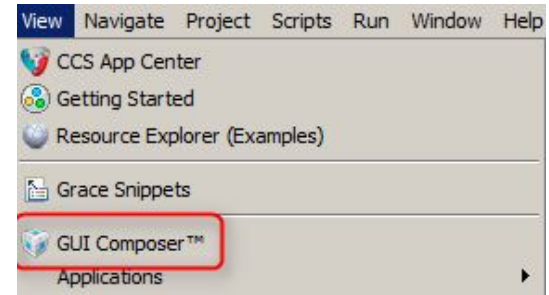 View Navigate Project Scripts Run Window Help
CCS App Center
Getting Started
Resource Explorer (Examples)
Grace Snippets
GUI Composer™
Applications